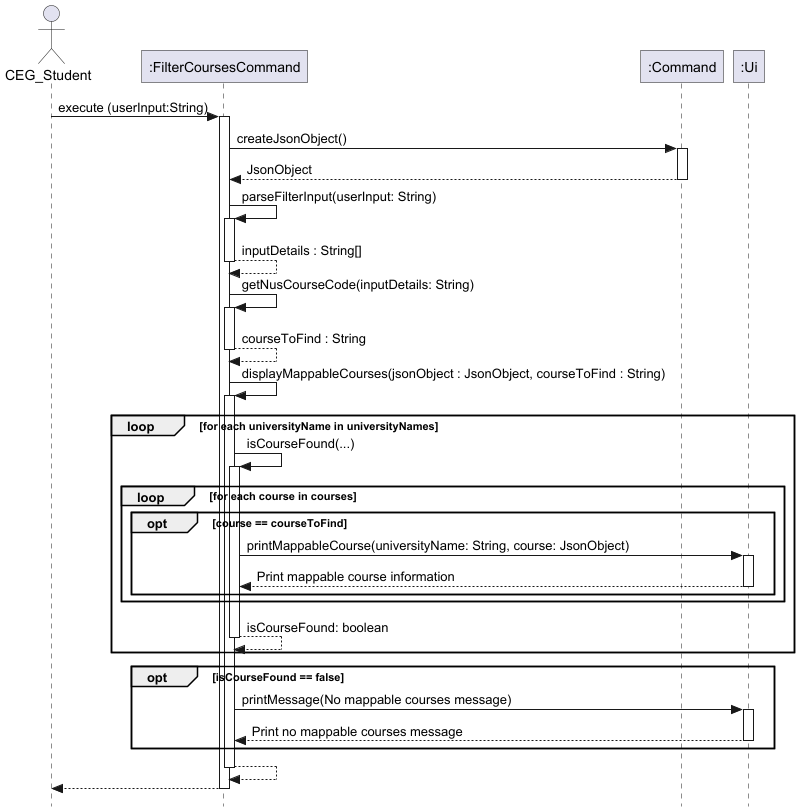 CEG_Student
:FilterCoursesCommand
:Command
:Ui
execute (userInput:String)
createJsonObject()
JsonObject
parseFilterInput(userInput: String)
inputDetails : String[]
getNusCourseCode(inputDetails: String)
courseToFind : String
displayMappableCourses(jsonObject : JsonObject, courseToFind : String)
loop
[for each universityName in universityNames]
isCourseFound(...)
loop
[for each course in courses]
opt
[course == courseToFind]
printMappableCourse(universityName: String, course: JsonObject)
Print mappable course information
isCourseFound: boolean
opt
[isCourseFound == false]
printMessage(No mappable courses message)
Print no mappable courses message